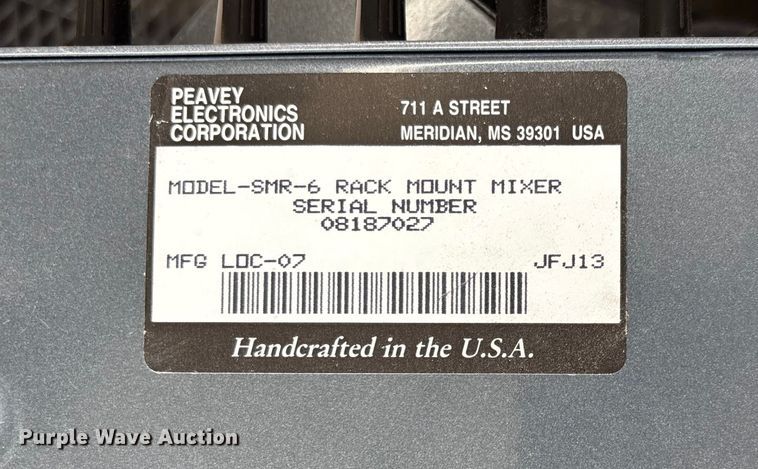 PEAVEY
ELECTRONICS
CORPORATION
711 A STREET
MERIDIAN, MS 39301 USA
MODEL-SMR-6 RACK MOUNT MIXER
SERIAL NUMBER
08187027
MFG LOC-07 JFJ13
Handcrafted in the U.S.A.
Purple Wave Auction